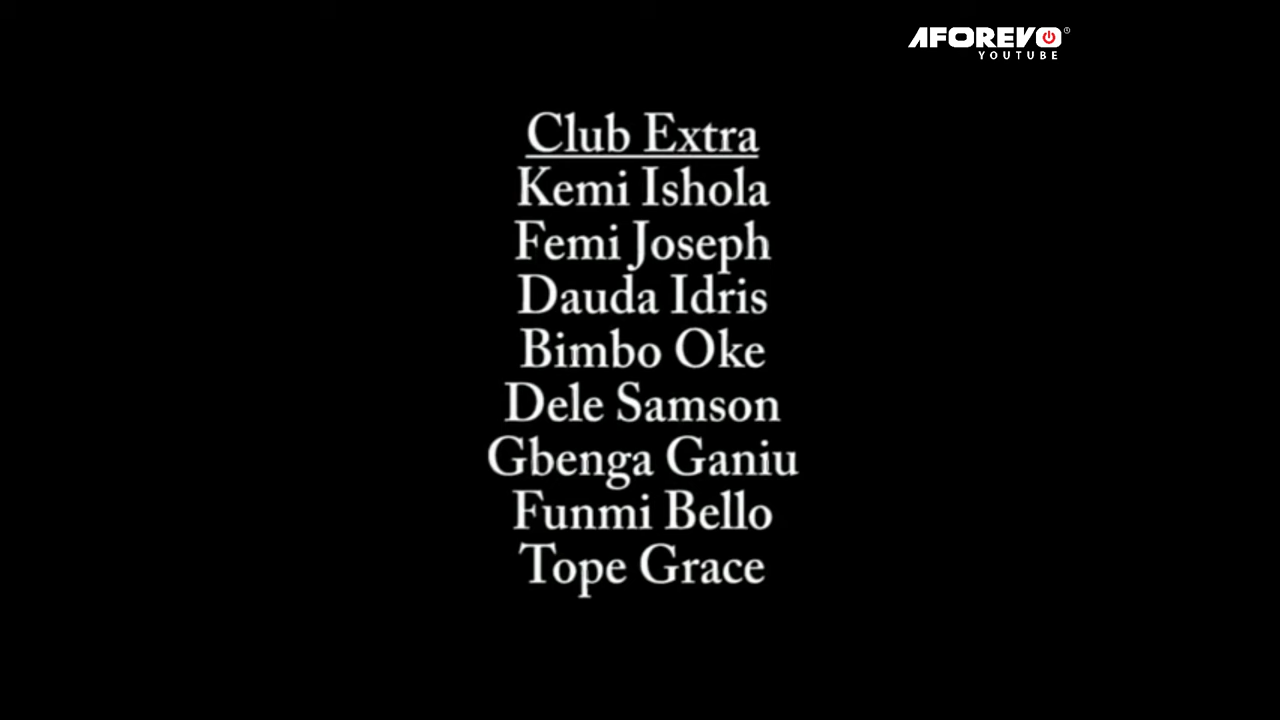 AFOREVO
YOUTUBE
Club Extra
Kemi Ishola
Femi Joseph
Dauda Idris
Bimbo Oke
Dele Samson
Gbenga Ganiu
Funmi Bello
Tope Grace